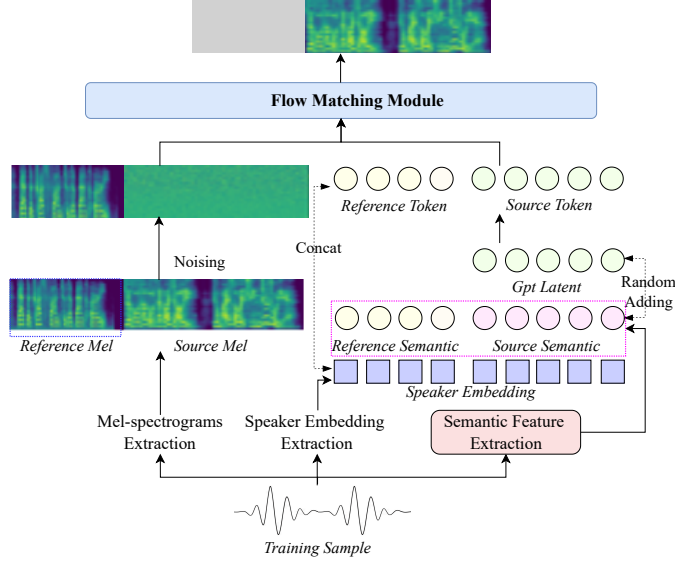 Flow Matching Module
Reference Token
Source Token
Concat
Noising
Gpt Latent
Random
Adding
Reference Mel
Source Mel
Reference Semantic
Source Semantic
Speaker Embedding
Mel-spectrograms
Extraction
Speaker Embedding
Extraction
Semantic Feature
Extraction
Training Sample